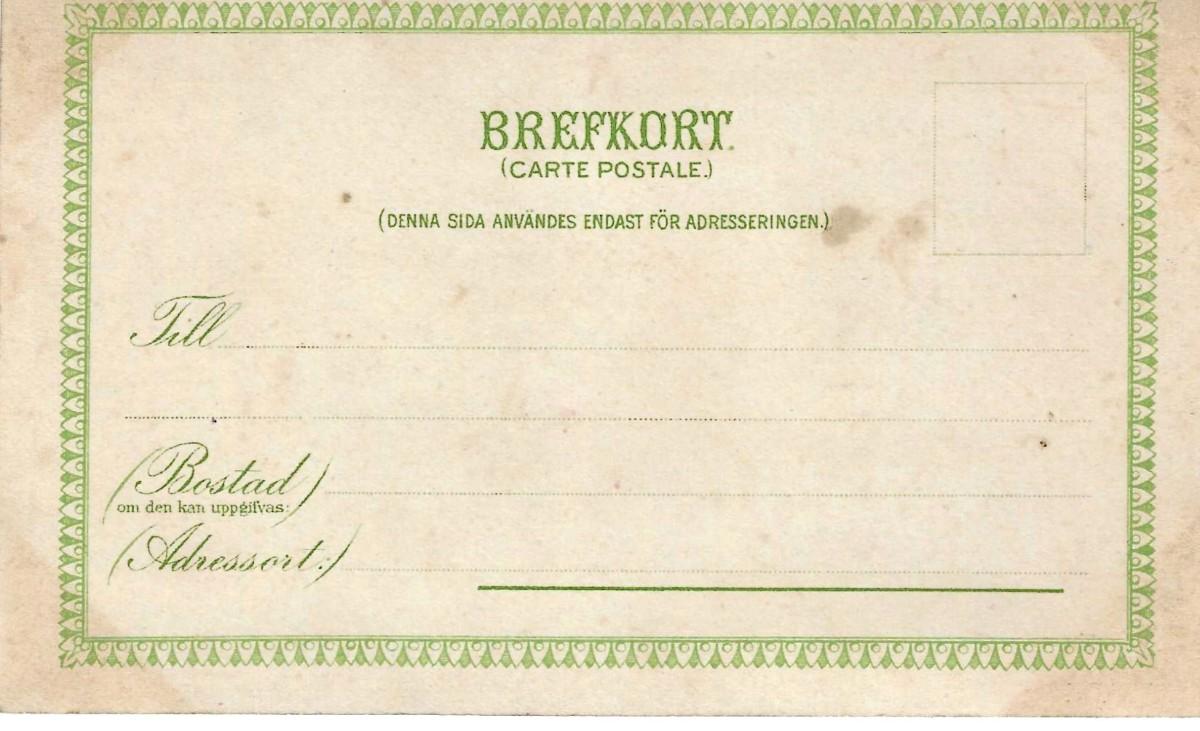 BREFKORT.
(CARTE POSTALE.)
(DENNA SIDA ANVÄNDES ENDAST FÖR ADRESSERINGEN.)
Till
(Bostad)
om den kan uppgifvas:
(Adressort:)